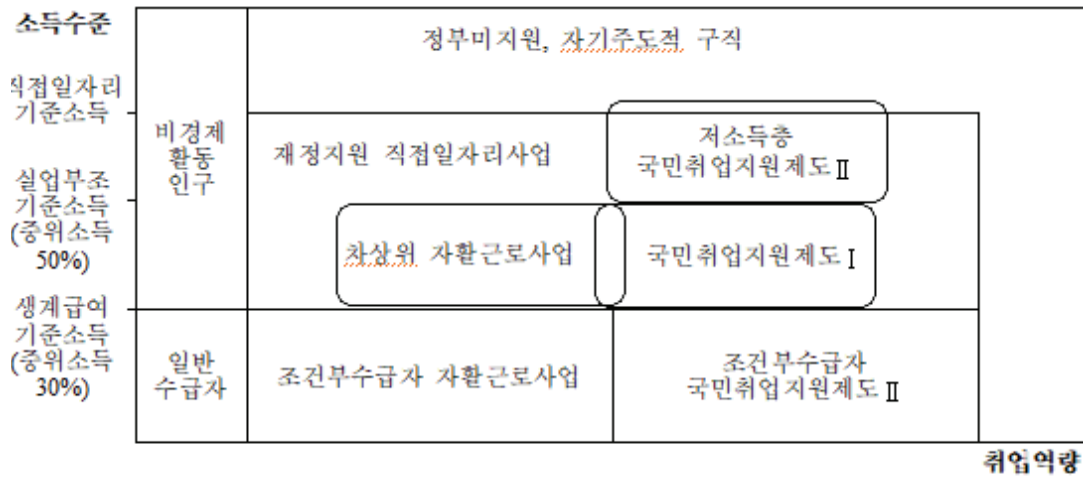 소득수준
정부미지원, 자기주도적 구직
직접일자리
기준소득
비경제
활동
인구
재정지원 직접일자리사업
저소득층
국민취업지원제도Ⅱ
실업부조
기준소득
(중위소득
50%)
차상위 자활근로사업
국민취업지원제도Ⅰ
생계급여
기준소득
(중위소득
30%)
일반
수급자
조건부수급자 자활근로사업
조건부수급자
국민취업지원제도Ⅱ
취업역량